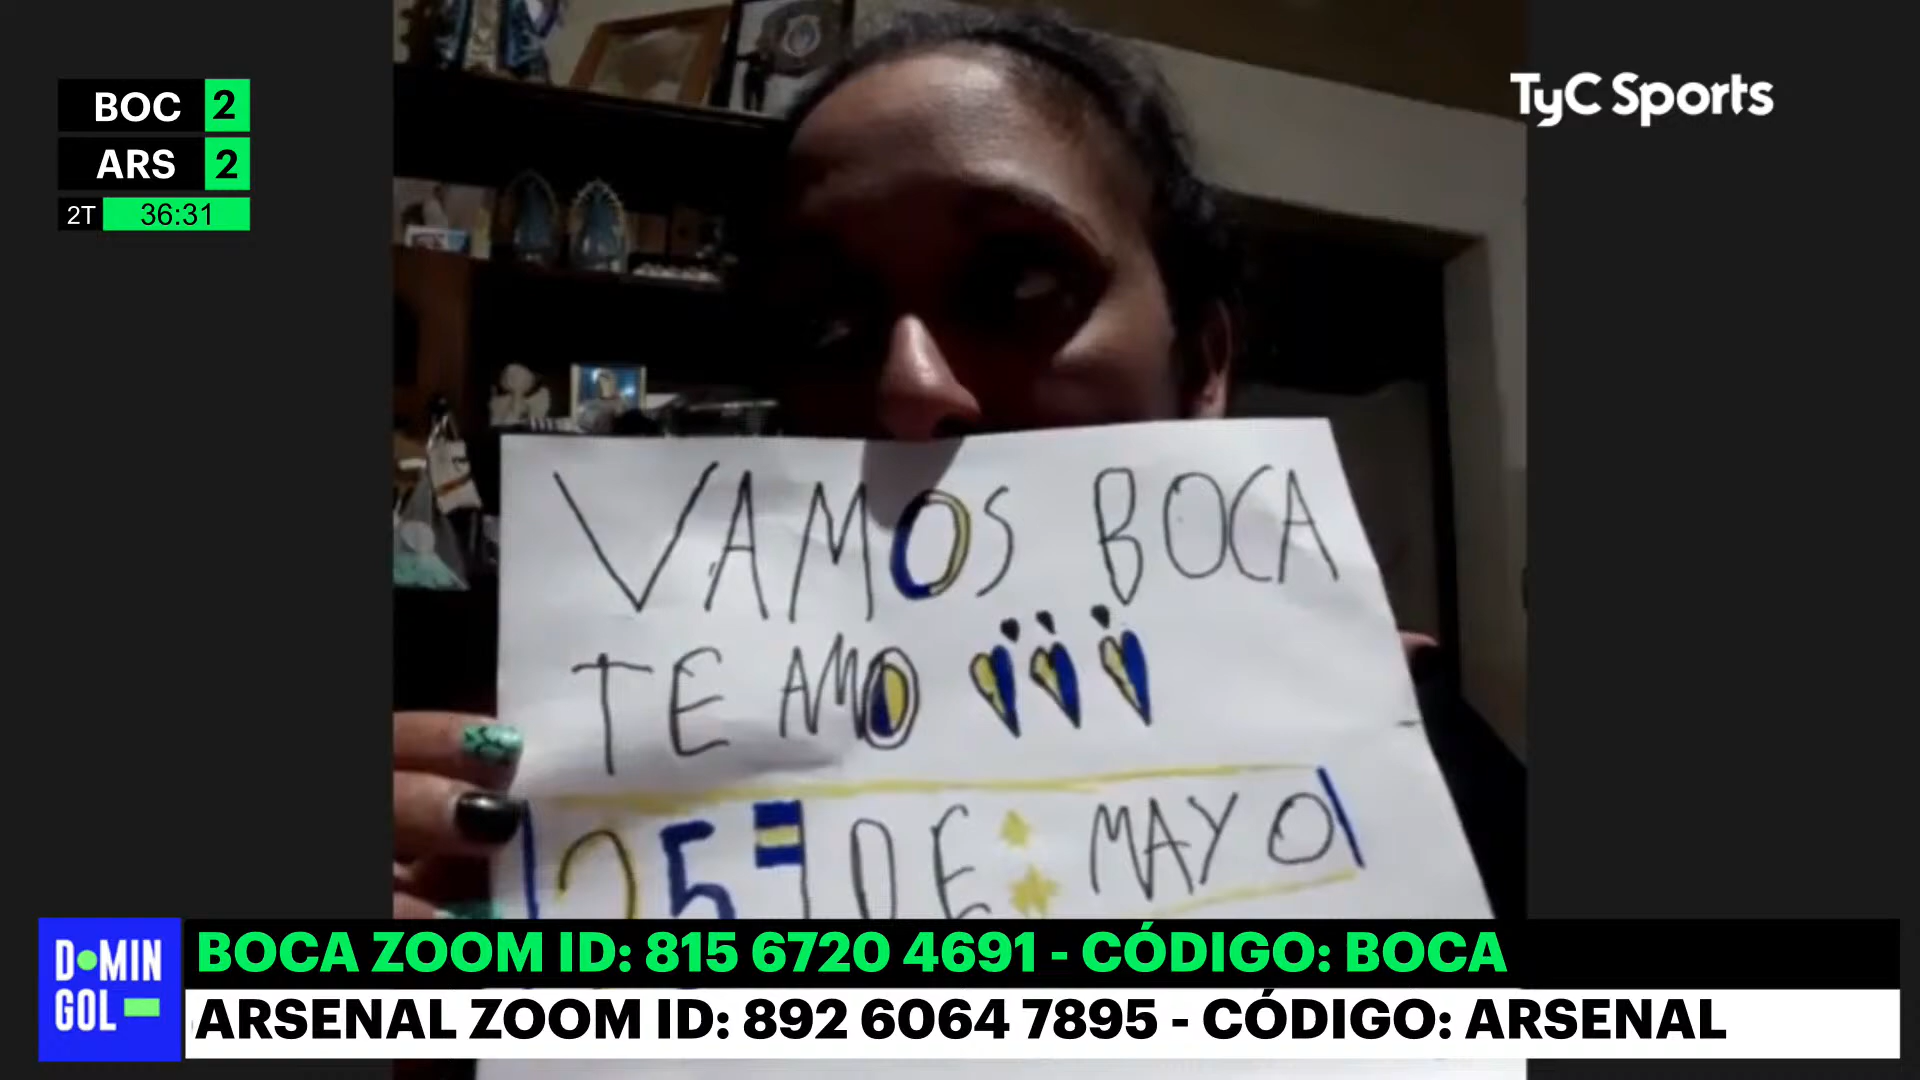 BOC 2
ARS 2
2T 36:31
TyC Sports
VAMOS BOCA
TE AMO
25 DE MAYO
DOMIN
GOL
BOCA ZOOM ID: 815 6720 4691 - CÓDIGO: BOCA
ARSENAL ZOOM ID: 892 6064 7895 - CÓDIGO: ARSENAL